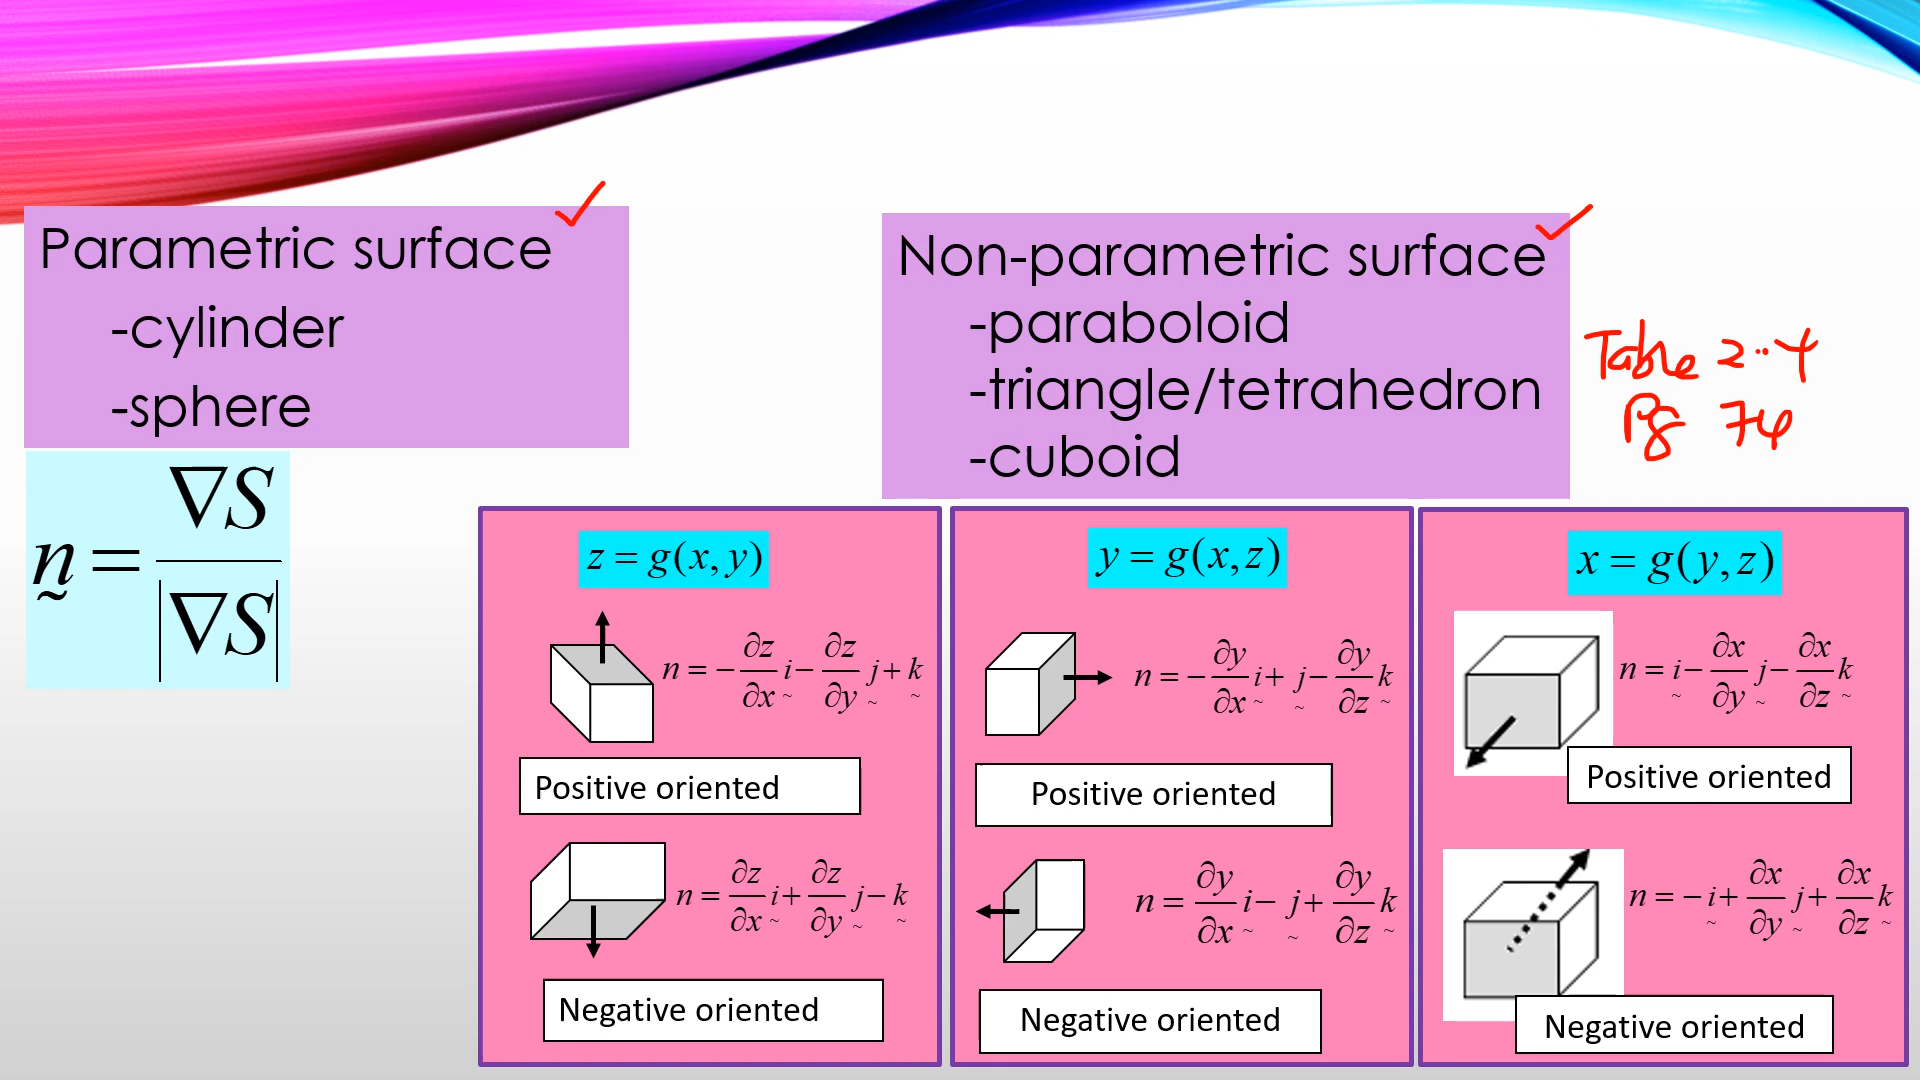 Parametric surface
-cylinder
-sphere
n = ∇S / |∇S|
Non-parametric surface
-paraboloid
-triangle/tetrahedron
-cuboid
Table 2.4
Pg 74
z = g(x, y)
n = − ∂z/∂x i − ∂z/∂y j + k
Positive oriented
n = ∂z/∂x i + ∂z/∂y j − k
Negative oriented
y = g(x, z)
n = − ∂y/∂x i + j − ∂y/∂z k
Positive oriented
n = ∂y/∂x i − j + ∂y/∂z k
Negative oriented
x = g(y, z)
n = i − ∂x/∂y j − ∂x/∂z k
Positive oriented
n = − i + ∂x/∂y j + ∂x/∂z k
Negative oriented